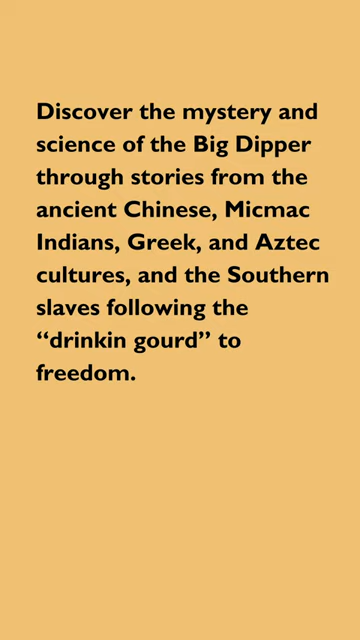 Discover the mystery and
science of the Big Dipper
through stories from the
ancient Chinese, Micmac
Indians, Greek, and Aztec
cultures, and the Southern
slaves following the
“drinkin gourd” to
freedom.